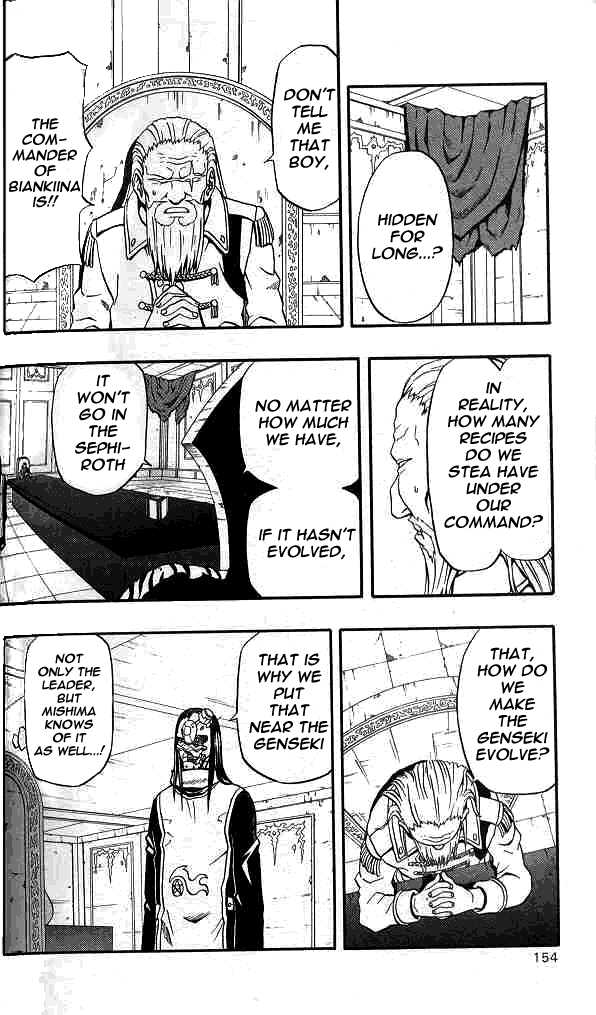 HIDDEN
FOR
LONG...?
DON'T
TELL
ME
THAT
BOY,
THE
COM-
MANDER
OF
BIANKIINA
IS!!
IN
REALITY,
HOW MANY
RECIPES
DO WE
STEA HAVE
UNDER
OUR
COMMAND?
NO MATTER
HOW MUCH
WE HAVE,
IF IT HASN'T
EVOLVED,
IT
WON'T
GO IN
THE
SEPHI-
ROTH
THAT,
HOW DO
WE
MAKE
THE
GENSEKI
EVOLVE?
THAT IS
WHY WE
PUT
THAT
NEAR THE
GENSEKI
NOT
ONLY THE
LEADER,
BUT
MISHIMA
KNOWS
OF IT
AS WELL...!
154